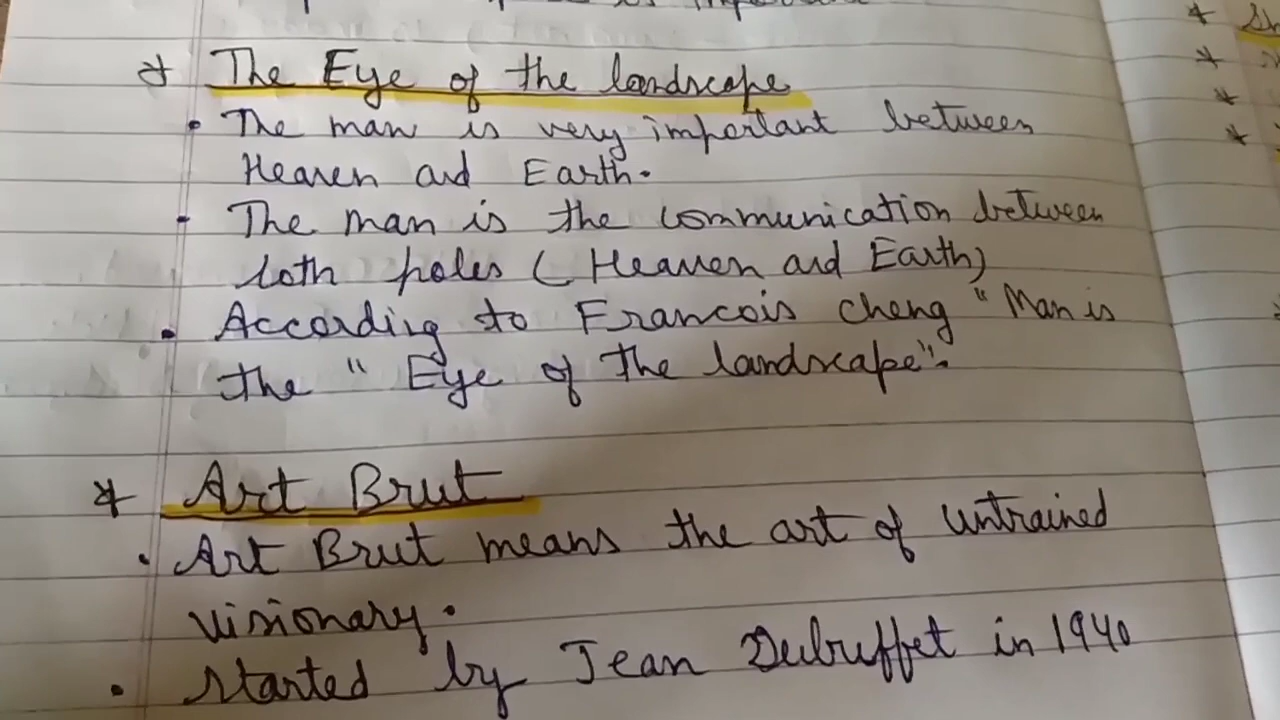 * The Eye of the landscape
• The man is very important between
Heaven and Earth.
• The man is the communication between
both poles (Heaven and Earth)
• According to Francois cheng "Man is
the "Eye of the landscape".
* Art Brut
• Art Brut means the art of untrained
visionary.
• started by Jean Dubuffet in 1940